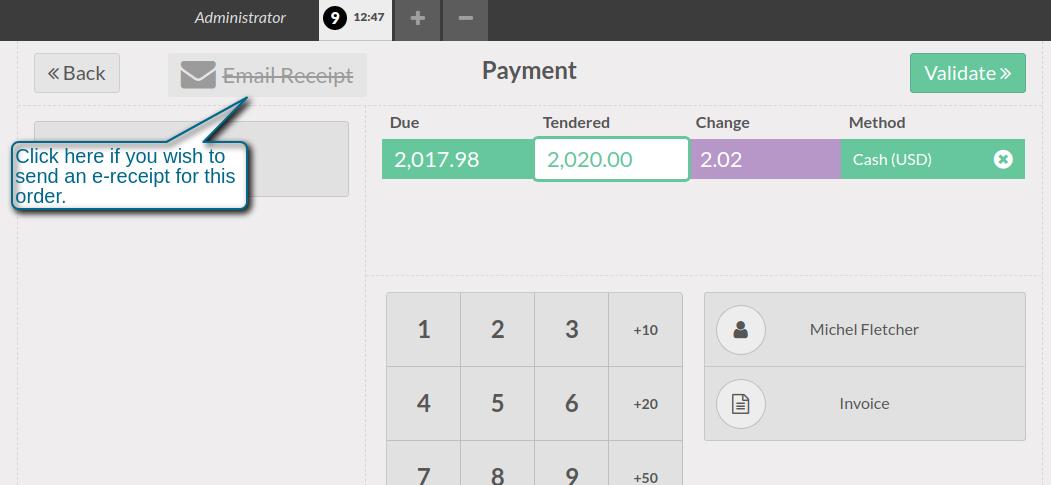 Administrator
9 12:47
« Back
Email Receipt
Payment
Validate »
Click here if you wish to
send an e-receipt for this
order.
Due Tendered Change Method
2,017.98 2,020.00 2.02 Cash (USD)
1 2 3 +10
Michel Fletcher
4 5 6 +20
Invoice
7 8 9 +50